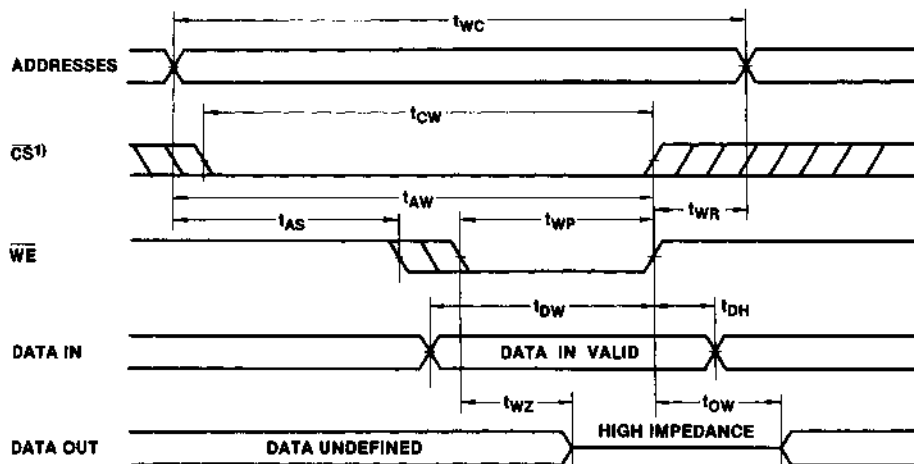 tWC
ADDRESSES
tCW
CS1)
tAW
tAS
tWP
tWR
WE
tDW
tDH
DATA IN
DATA IN VALID
tWZ
tOW
HIGH IMPEDANCE
DATA OUT
DATA UNDEFINED